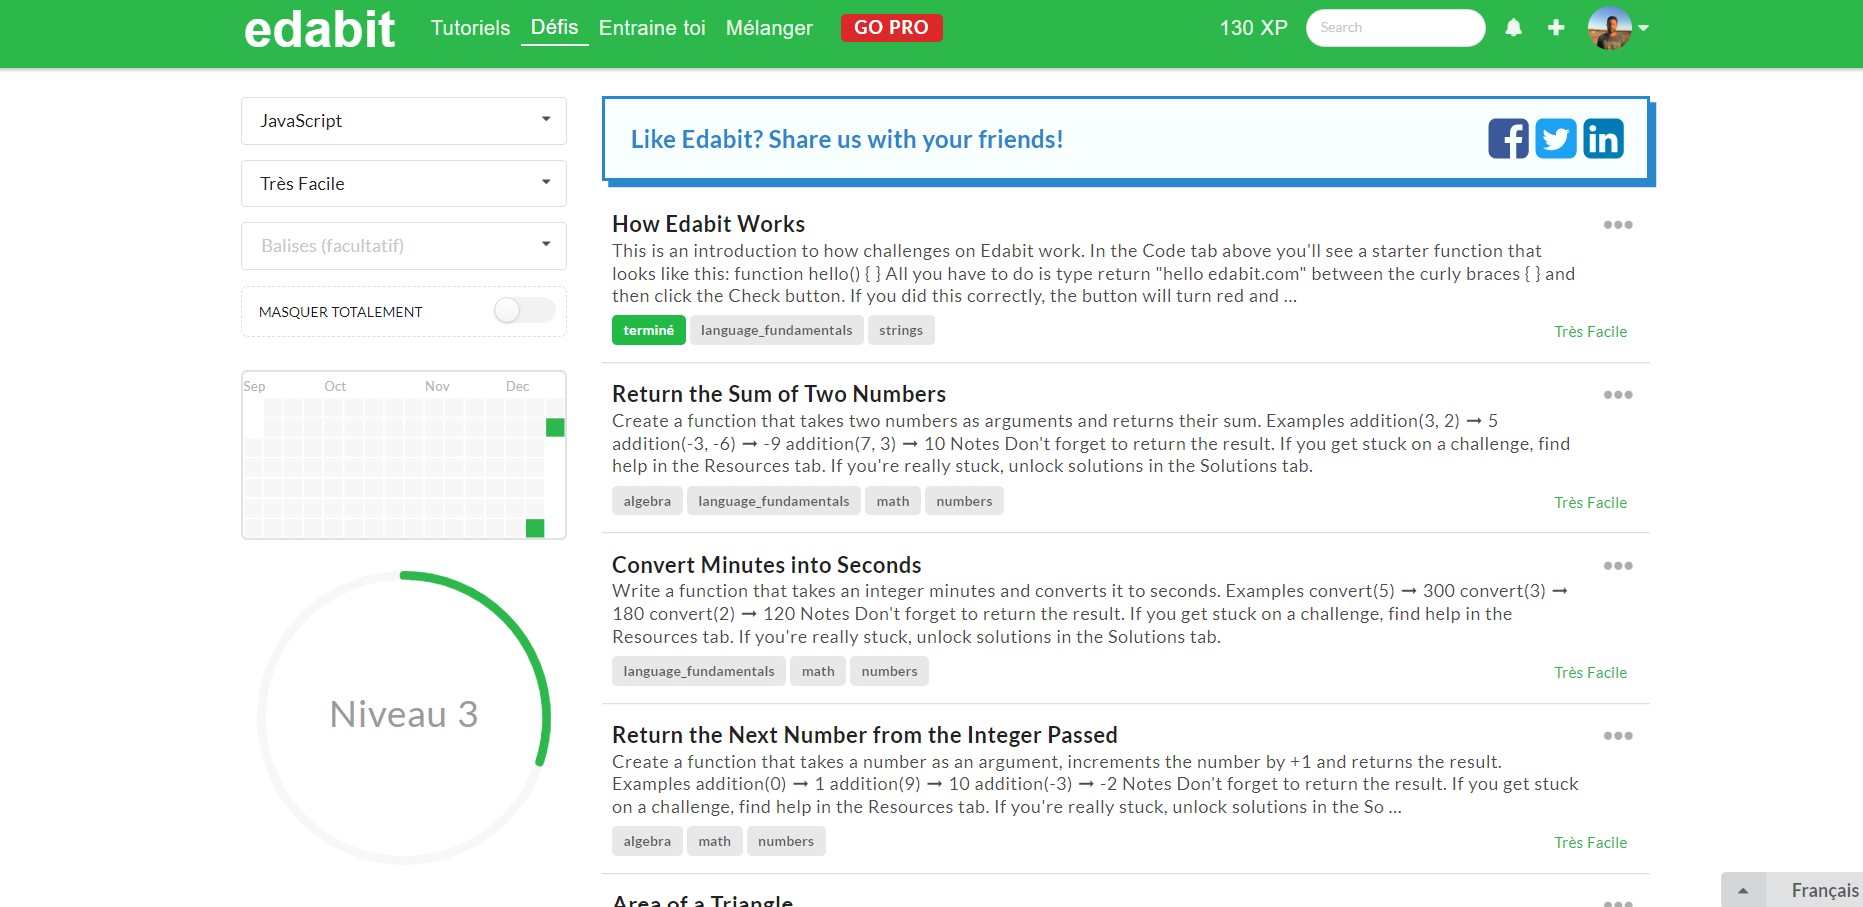 edabit
Tutoriels Défis Entraine toi Mélanger GO PRO
130 XP
Search
JavaScript
Très Facile
Balises (facultatif)
MASQUER TOTALEMENT
Sep Oct Nov Dec
Niveau 3
Like Edabit? Share us with your friends!
How Edabit Works
This is an introduction to how challenges on Edabit work. In the Code tab above you'll see a starter function that
looks like this: function hello() { } All you have to do is type return "hello edabit.com" between the curly braces { } and
then click the Check button. If you did this correctly, the button will turn red and ...
terminé language_fundamentals strings
Très Facile
Return the Sum of Two Numbers
Create a function that takes two numbers as arguments and returns their sum. Examples addition(3, 2) ➞ 5
addition(-3, -6) ➞ -9 addition(7, 3) ➞ 10 Notes Don't forget to return the result. If you get stuck on a challenge, find
help in the Resources tab. If you're really stuck, unlock solutions in the Solutions tab.
algebra language_fundamentals math numbers
Très Facile
Convert Minutes into Seconds
Write a function that takes an integer minutes and converts it to seconds. Examples convert(5) ➞ 300 convert(3) ➞
180 convert(2) ➞ 120 Notes Don't forget to return the result. If you get stuck on a challenge, find help in the
Resources tab. If you're really stuck, unlock solutions in the Solutions tab.
language_fundamentals math numbers
Très Facile
Return the Next Number from the Integer Passed
Create a function that takes a number as an argument, increments the number by +1 and returns the result.
Examples addition(0) ➞ 1 addition(9) ➞ 10 addition(-3) ➞ -2 Notes Don't forget to return the result. If you get stuck
on a challenge, find help in the Resources tab. If you're really stuck, unlock solutions in the So ...
algebra math numbers
Très Facile
Area of a Triangle
Français